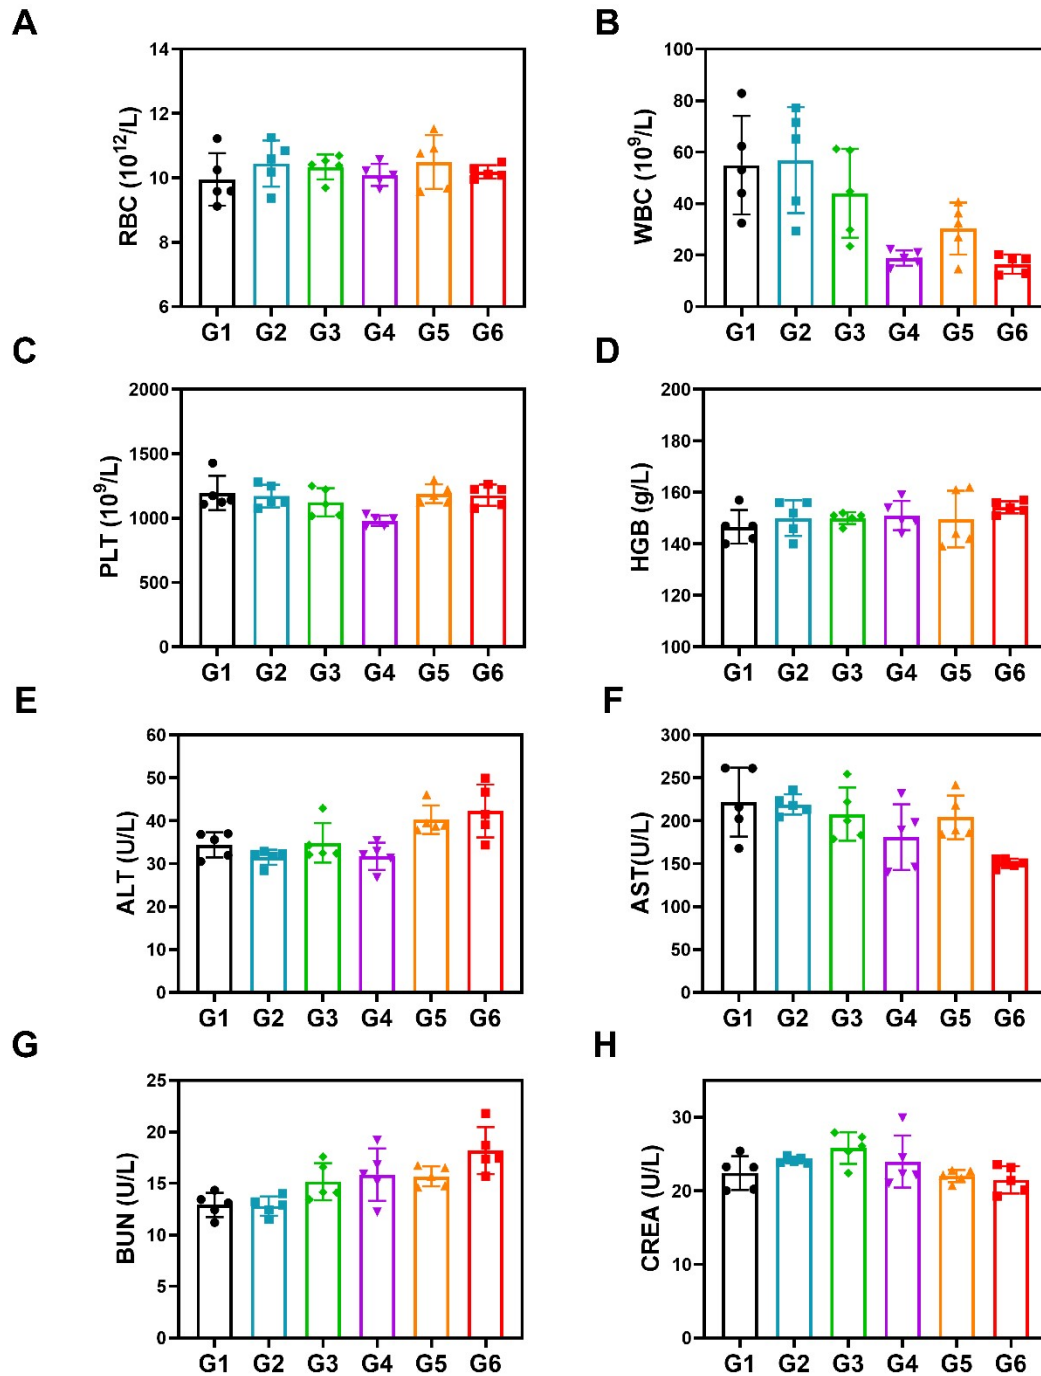 A
RBC (10^12/L)
14
12
10
8
6
G1 G2 G3 G4 G5 G6
B
WBC (10^9/L)
100
80
60
40
20
0
G1 G2 G3 G4 G5 G6
C
PLT (10^9/L)
2000
1500
1000
500
0
G1 G2 G3 G4 G5 G6
D
HGB (g/L)
200
180
160
140
120
100
G1 G2 G3 G4 G5 G6
E
ALT (U/L)
60
50
40
30
20
10
0
G1 G2 G3 G4 G5 G6
F
AST(U/L)
300
250
200
150
100
50
0
G1 G2 G3 G4 G5 G6
G
BUN (U/L)
25
20
15
10
5
0
G1 G2 G3 G4 G5 G6
H
CREA (U/L)
30
20
10
0
G1 G2 G3 G4 G5 G6